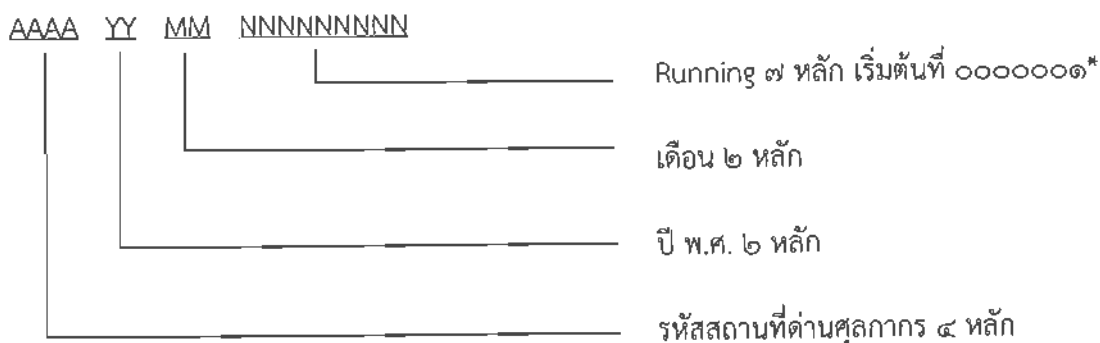 AAAA YY MM NNNNNNNNN
Running ๗ หลัก เริ่มต้นที่ ๐๐๐๐๐๐๑*
เดือน ๒ หลัก
ปี พ.ศ. ๒ หลัก
รหัสสถานที่ด่านศุลกากร ๔ หลัก